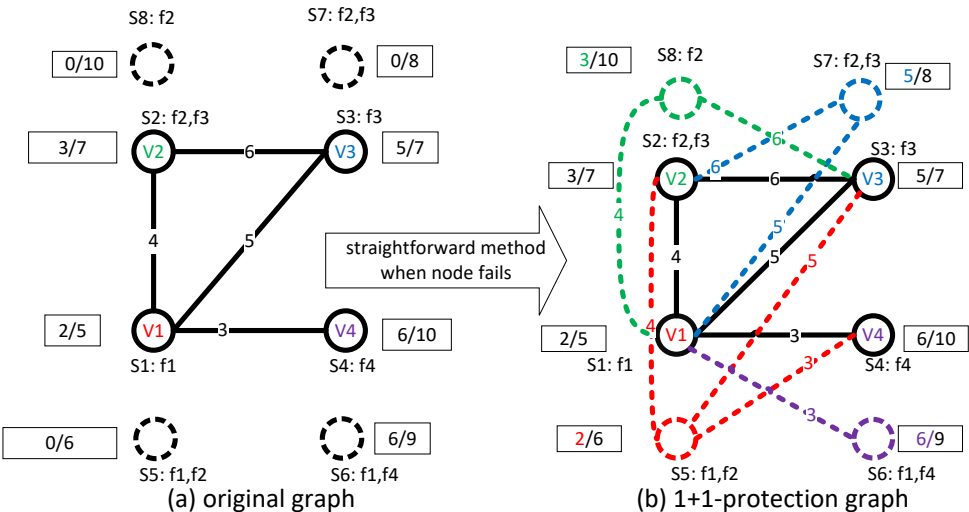 S8: f2
S7: f2,f3
0/10
0/8
S2: f2,f3
S3: f3
3/7
V2
6
V3
5/7
4
5
2/5
V1
3
V4
6/10
S1: f1
S4: f4
0/6
6/9
S5: f1,f2
S6: f1,f4
(a) original graph
straightforward method
when node fails
S8: f2
S7: f2,f3
3/10
5/8
S2: f2,f3
6
S3: f3
3/7
V2
6
6
V3
5/7
4
5
4
5
5
2/5
4
V1
3
V4
6/10
S1: f1
3
S4: f4
3
2/6
6/9
S5: f1,f2
S6: f1,f4
(b) 1+1-protection graph